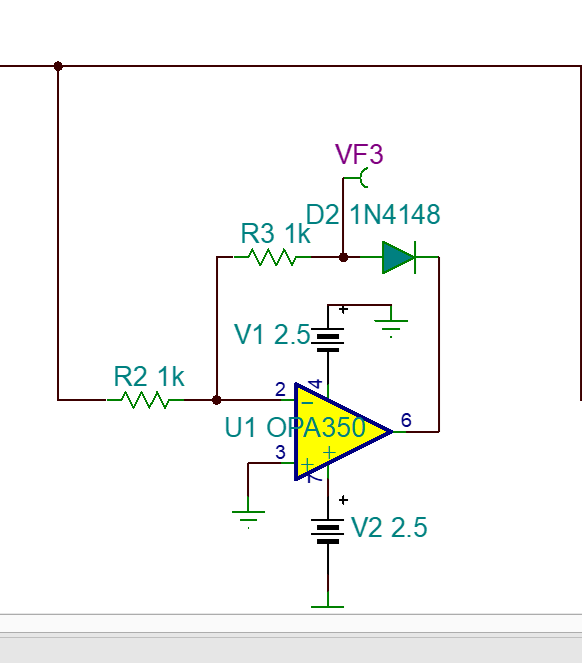 VF3
D2 1N4148
R3 1k
+
V1 2.5
R2 1k
4
2
−
U1 OPA350
6
3
+ +
7
+
V2 2.5